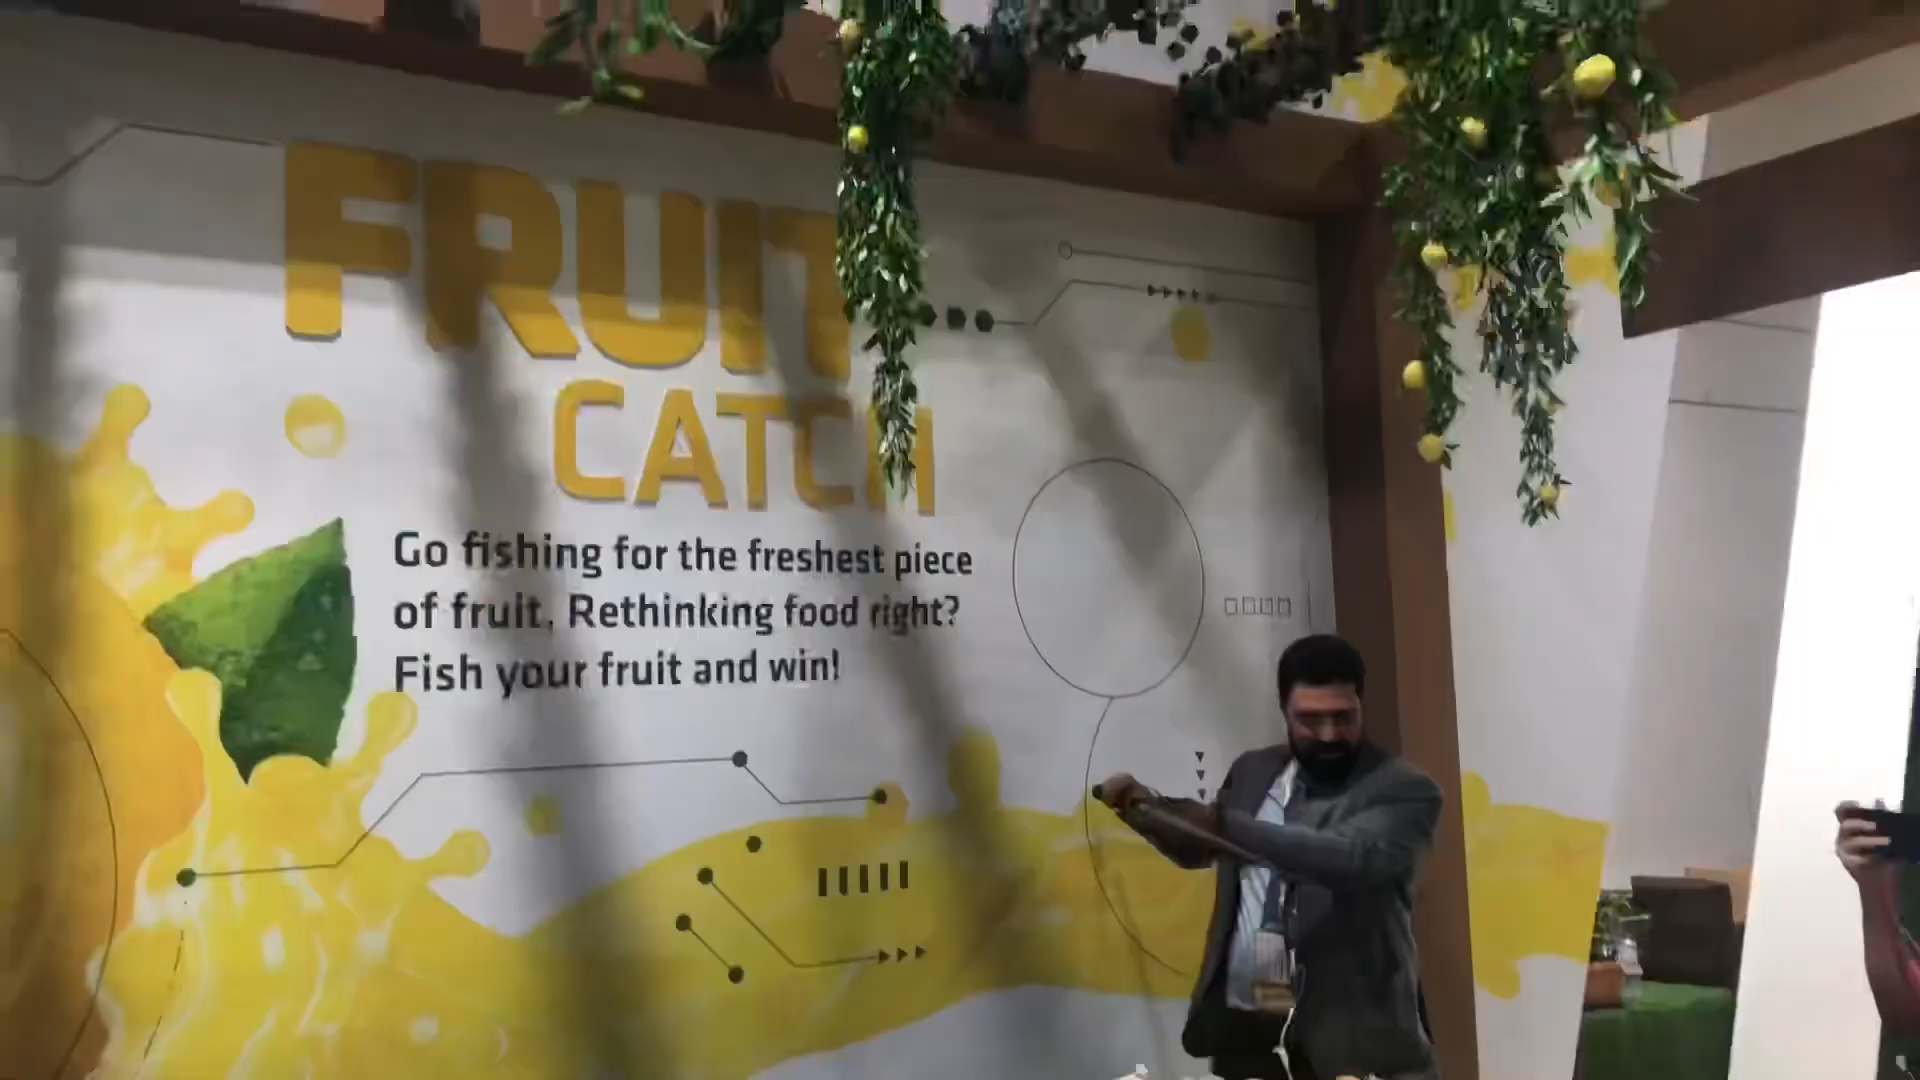 FRUIT
CATCH
Go fishing for the freshest piece
of fruit. Rethinking food right?
Fish your fruit and win!